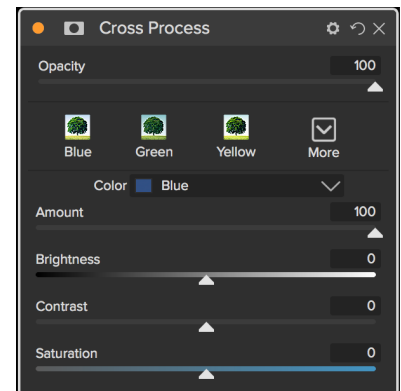 Cross Process
Opacity 100
Blue Green Yellow More
Color Blue
Amount 100
Brightness 0
Contrast 0
Saturation 0